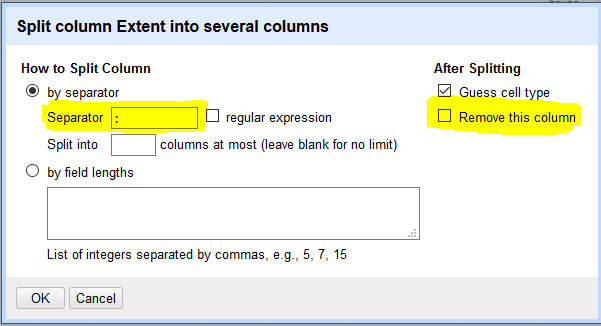 Split column Extent into several columns
How to Split Column
by separator
Separator : regular expression
Split into columns at most (leave blank for no limit)
by field lengths
List of integers separated by commas, e.g., 5, 7, 15
After Splitting
Guess cell type
Remove this column
OK Cancel